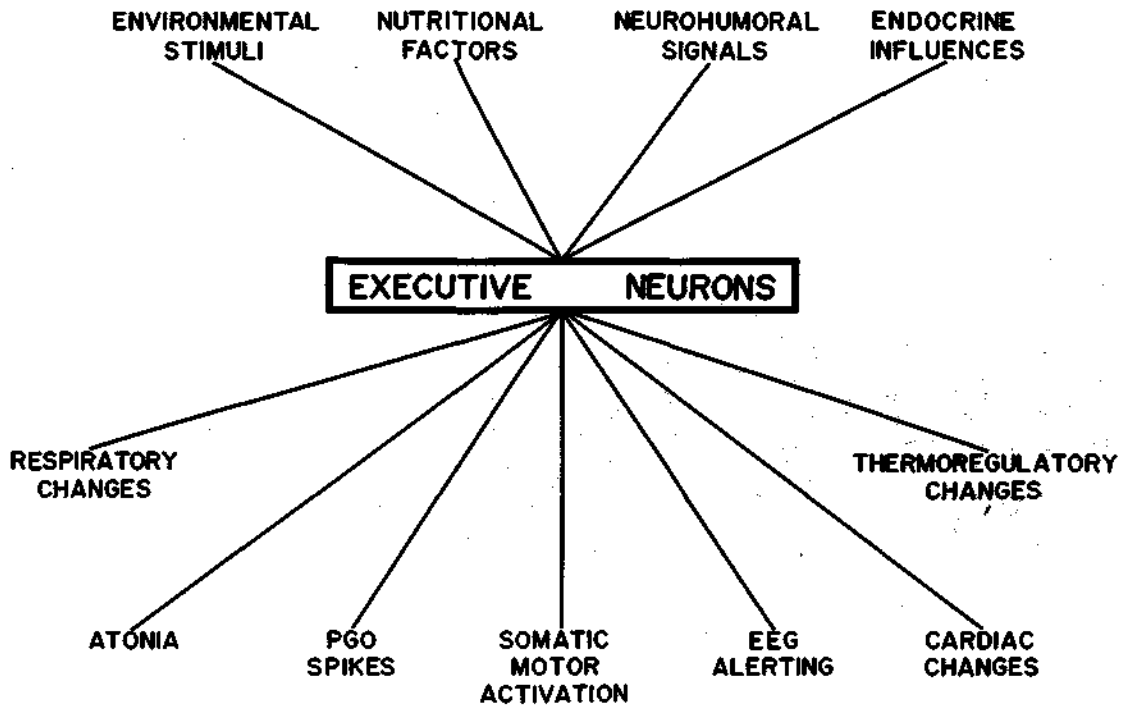 ENVIRONMENTAL
STIMULI
NUTRITIONAL
FACTORS
NEUROHUMORAL
SIGNALS
ENDOCRINE
INFLUENCES
EXECUTIVE NEURONS
RESPIRATORY
CHANGES
THERMOREGULATORY
CHANGES
ATONIA
PGO
SPIKES
SOMATIC
MOTOR
ACTIVATION
EEG
ALERTING
CARDIAC
CHANGES